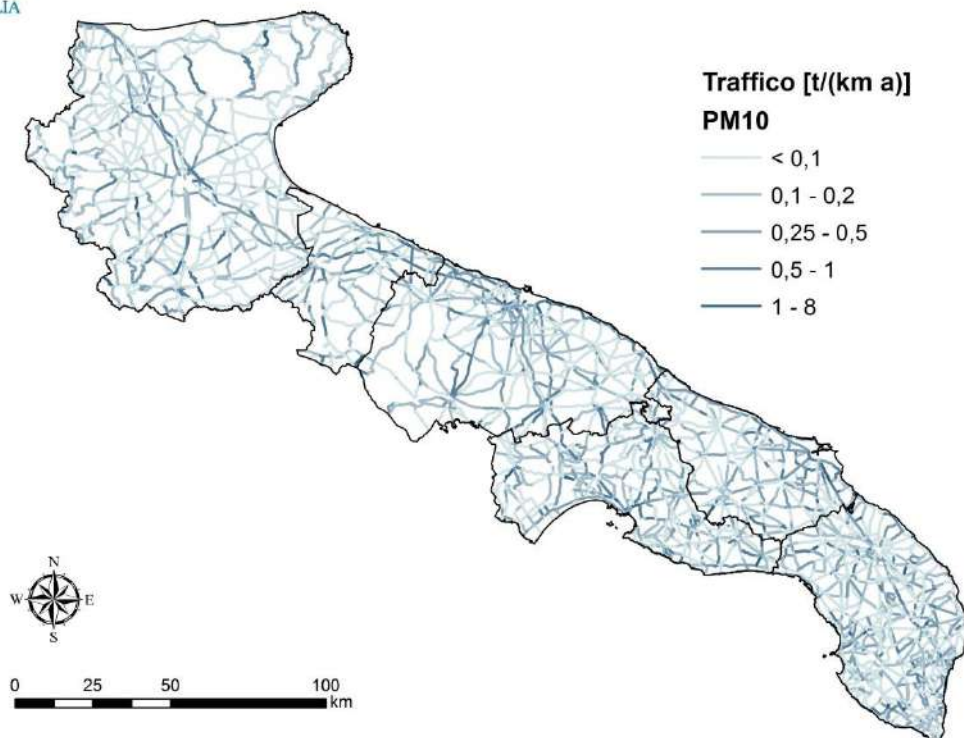 LIA
Traffico [t/(km a)]
PM10
< 0,1
0,1 - 0,2
0,25 - 0,5
0,5 - 1
1 - 8
N
W E
S
0 25 50 100
km